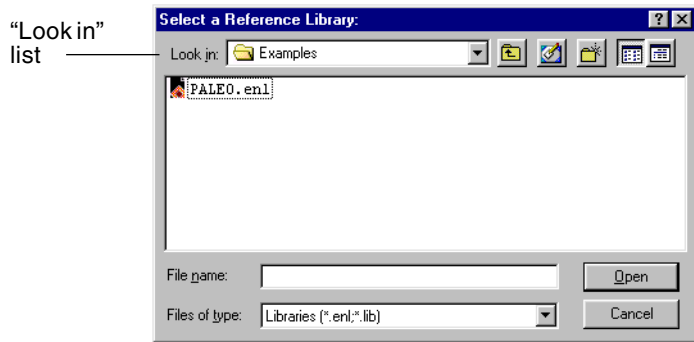 “Look in”
list
Select a Reference Library:
Look in: Examples
PALEO.enl
File name:
Open
Files of type: Libraries (*.enl;*.lib)
Cancel